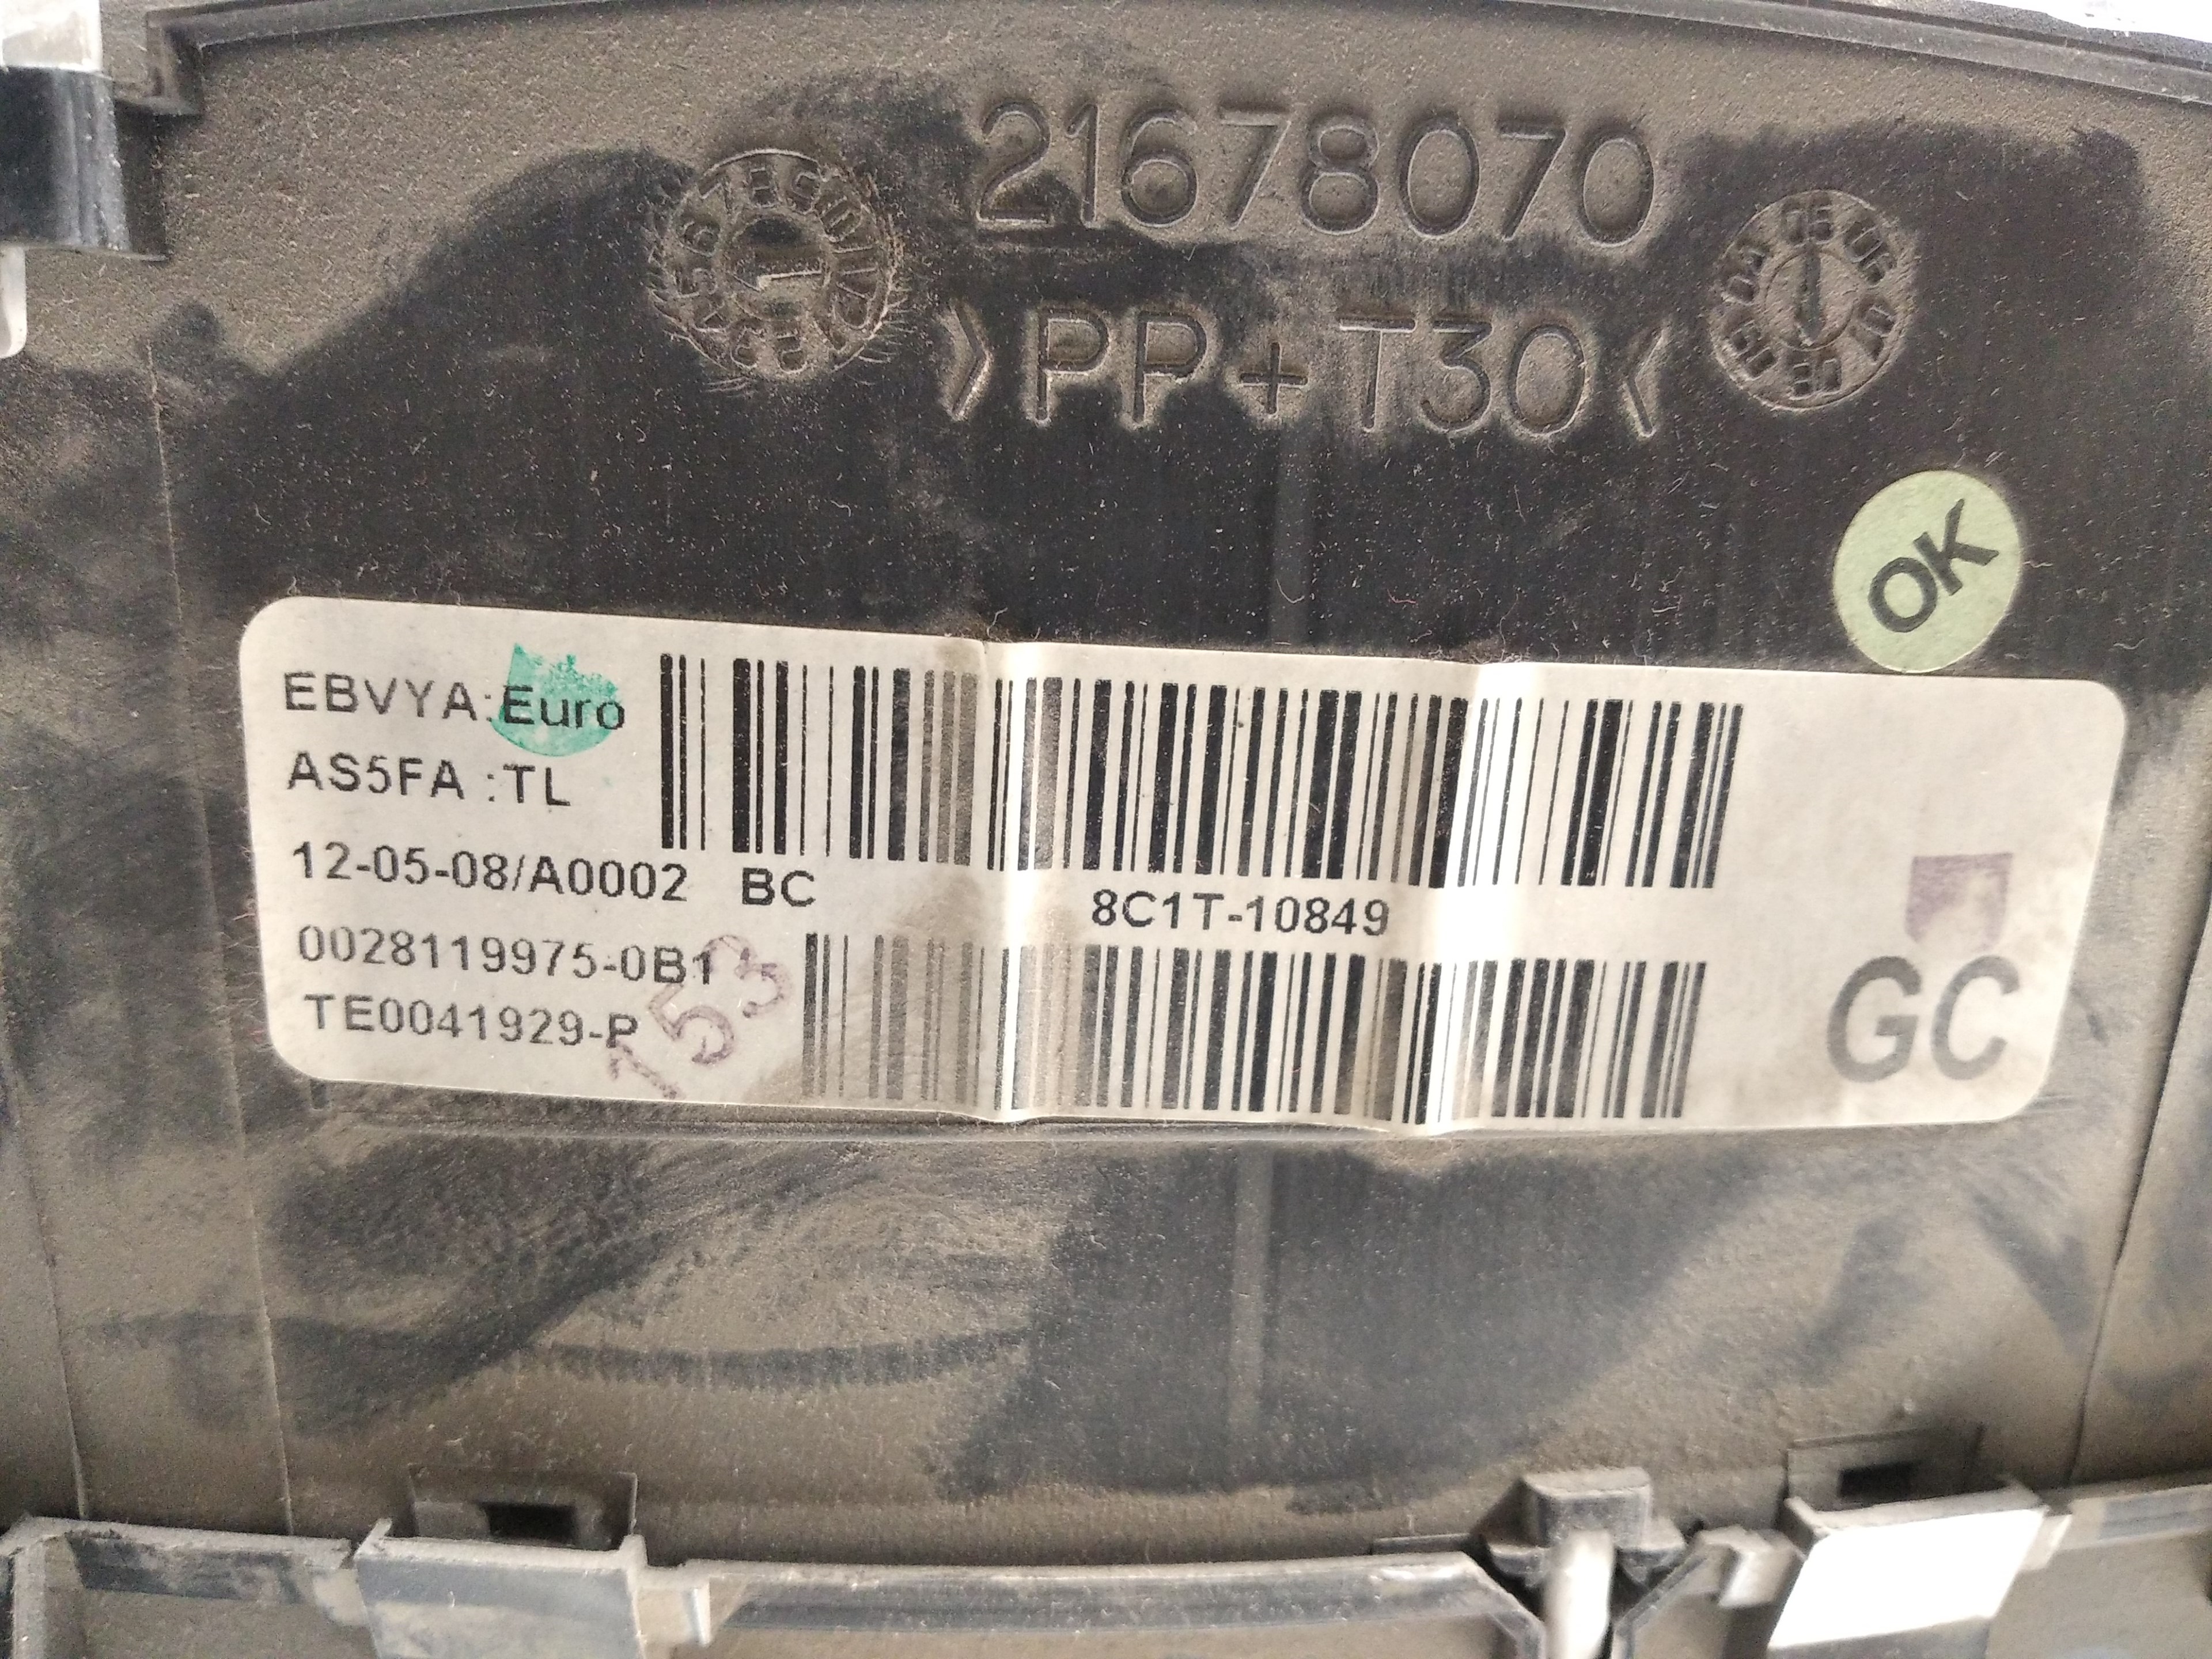 21678070
>PP+T30<
OK
EBVYA:Euro
AS5FA :TL
12-05-08/A0002 BC
8C1T-10849
0028119975-0B1
TE0041929-P
153
GC